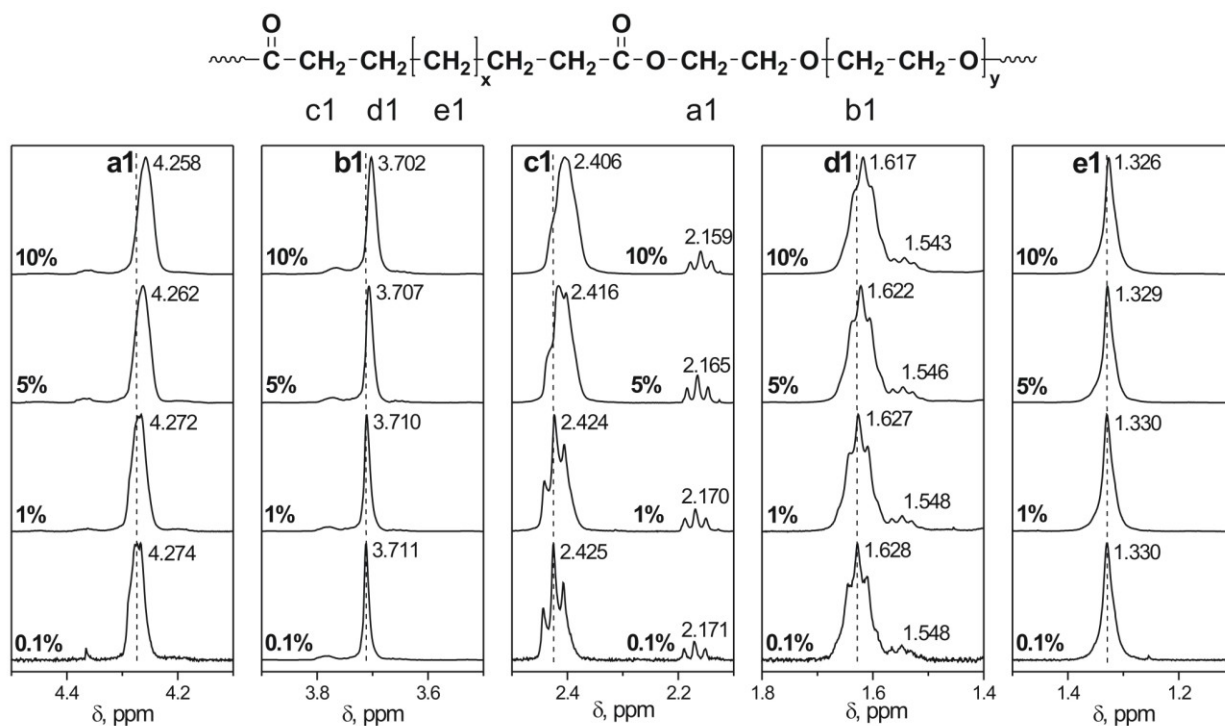 O O
C-CH2-CH2-[CH2]x-CH2-CH2-C-O-CH2-CH2-O-[CH2-CH2-O]y
c1 d1 e1 a1 b1
a1 4.258 b1 3.702 c1 2.406 d1 1.617 e1 1.326
10% 10% 10% 2.159 10% 1.543 10%
4.262 3.707 2.416 1.622 1.329
5% 5% 5% 2.165 5% 1.546 5%
4.272 3.710 2.424 1.627 1.330
1% 1% 1% 2.170 1% 1.548 1%
4.274 3.711 2.425 1.628 1.330
0.1% 0.1% 0.1% 2.171 0.1% 1.548 0.1%
4.4 4.2 3.8 3.6 2.4 2.2 1.8 1.6 1.4 1.4 1.2
δ, ppm δ, ppm δ, ppm δ, ppm δ, ppm